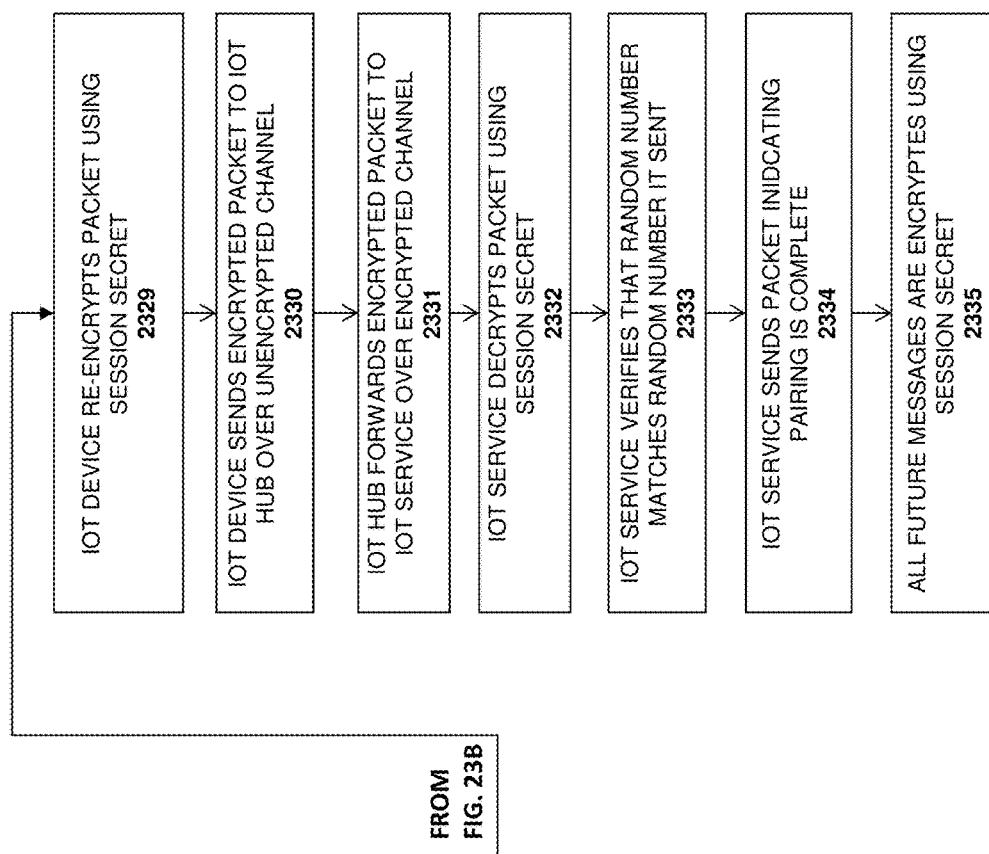 FROM
FIG. 23B
IOT DEVICE RE-ENCRYPTS PACKET USING
SESSION SECRET
2329
IOT DEVICE SENDS ENCRYPTED PACKET TO IOT
HUB OVER UNENCRYPTED CHANNEL
2330
IOT HUB FORWARDS ENCRYPTED PACKET TO
IOT SERVICE OVER ENCRYPTED CHANNEL
2331
IOT SERVICE DECRYPTS PACKET USING
SESSION SECRET
2332
IOT SERVICE VERIFIES THAT RANDOM NUMBER
MATCHES RANDOM NUMBER IT SENT
2333
IOT SERVICE SENDS PACKET INIDCATING
PAIRING IS COMPLETE
2334
ALL FUTURE MESSAGES ARE ENCRYPTES USING
SESSION SECRET
2335